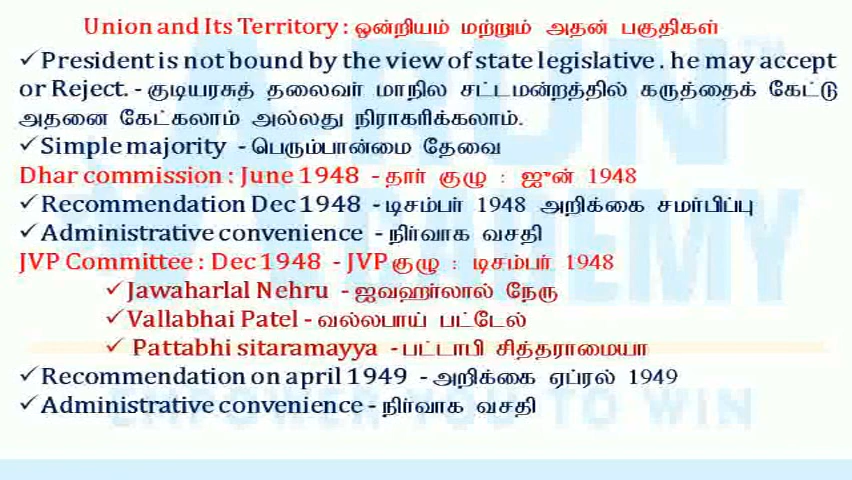 Union and Its Territory : ஒன்றியம் மற்றும் அதன் பகுதிகள்
✓President is not bound by the view of state legislative . he may accept
or Reject. - குடியரசுத் தலைவர் மாநில சட்டமன்றத்தில் கருத்தைக் கேட்டு
அதனை கேட்கலாம் அல்லது நிராகரிக்கலாம்.
✓Simple majority - பெரும்பான்மை தேவை
Dhar commission : June 1948 - தார் குழு : ஜுன் 1948
✓Recommendation Dec 1948 - டிசம்பர் 1948 அறிக்கை சமர்பிப்பு
✓Administrative convenience - நிர்வாக வசதி
JVP Committee : Dec 1948 - JVP குழு : டிசம்பர் 1948
✓Jawaharlal Nehru - ஜவஹர்லால் நேரு
✓Vallabhai Patel - வல்லபாய் பட்டேல்
✓ Pattabhi sitaramayya - பட்டாபி சித்தராமையா
✓Recommendation on april 1949 - அறிக்கை ஏப்ரல் 1949
✓Administrative convenience - நிர்வாக வசதி
EMPOWER YOU TO WIN